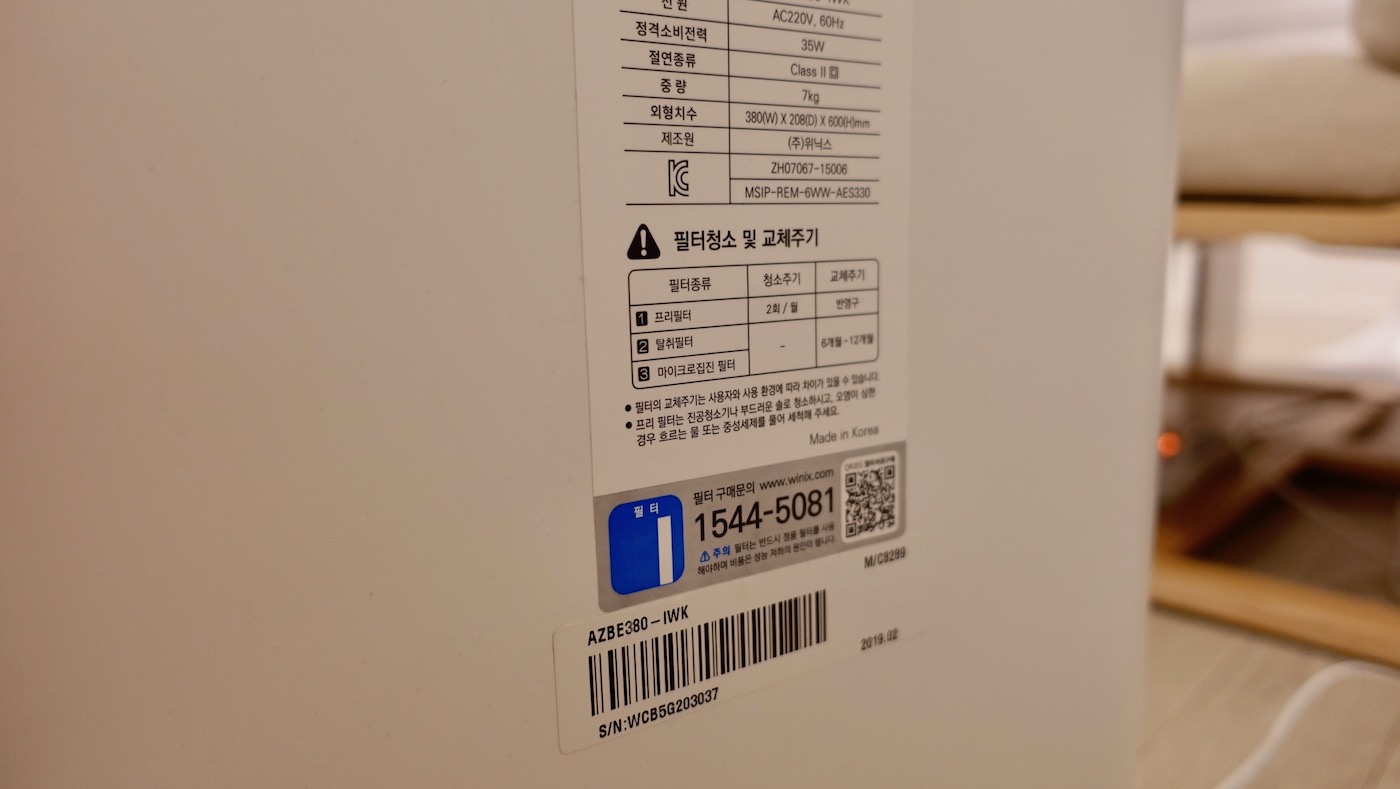 전 원 AC220V, 60Hz
정격소비전력 35W
절연종류 Class II
중 량 7kg
외형치수 380(W) X 208(D) X 600(H)mm
제조원 (주)위닉스
ZH07067-15006
MSIP-REM-6WW-AES330
필터청소 및 교체주기
필터종류 청소주기 교체주기
1 프리필터 2회 / 월 반영구
2 탈취필터 - 6개월~12개월
3 마이크로집진 필터
● 필터의 교체주기는 사용자와 사용 환경에 따라 차이가 있을 수 있습니다.
● 프리 필터는 진공청소기나 부드러운 솔로 청소하시고, 오염이 심한
경우 흐르는 물 또는 중성세제를 풀어 세척해 주세요.
Made in Korea
필 터
필터 구매문의 www.winix.com
1544-5081
주의 필터는 반드시 정품 필터를 사용
해야하며 비품은 성능 저하의 원인이 됩니다.
M/C8289
AZBE380-IWK
2019.02
S/N:WCB5G203037